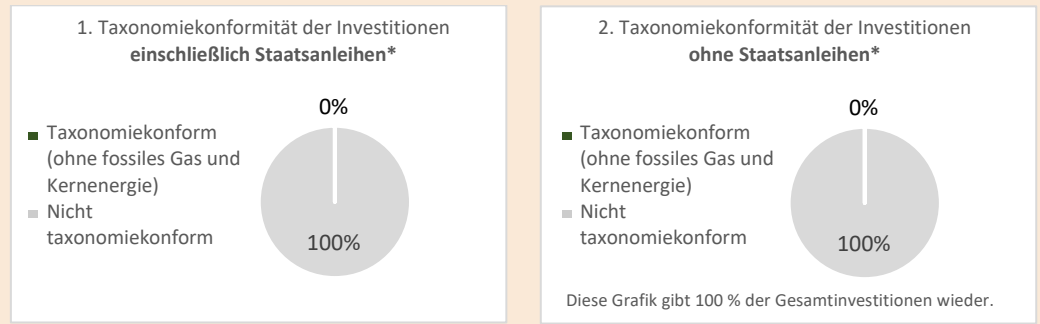 1. Taxonomiekonformität der Investitionen
einschließlich Staatsanleihen*
0%
Taxonomiekonform
(ohne fossiles Gas und
Kernenergie)
Nicht
taxonomiekonform
100%
2. Taxonomiekonformität der Investitionen
ohne Staatsanleihen*
0%
Taxonomiekonform
(ohne fossiles Gas und
Kernenergie)
Nicht
taxonomiekonform
100%
Diese Grafik gibt 100 % der Gesamtinvestitionen wieder.